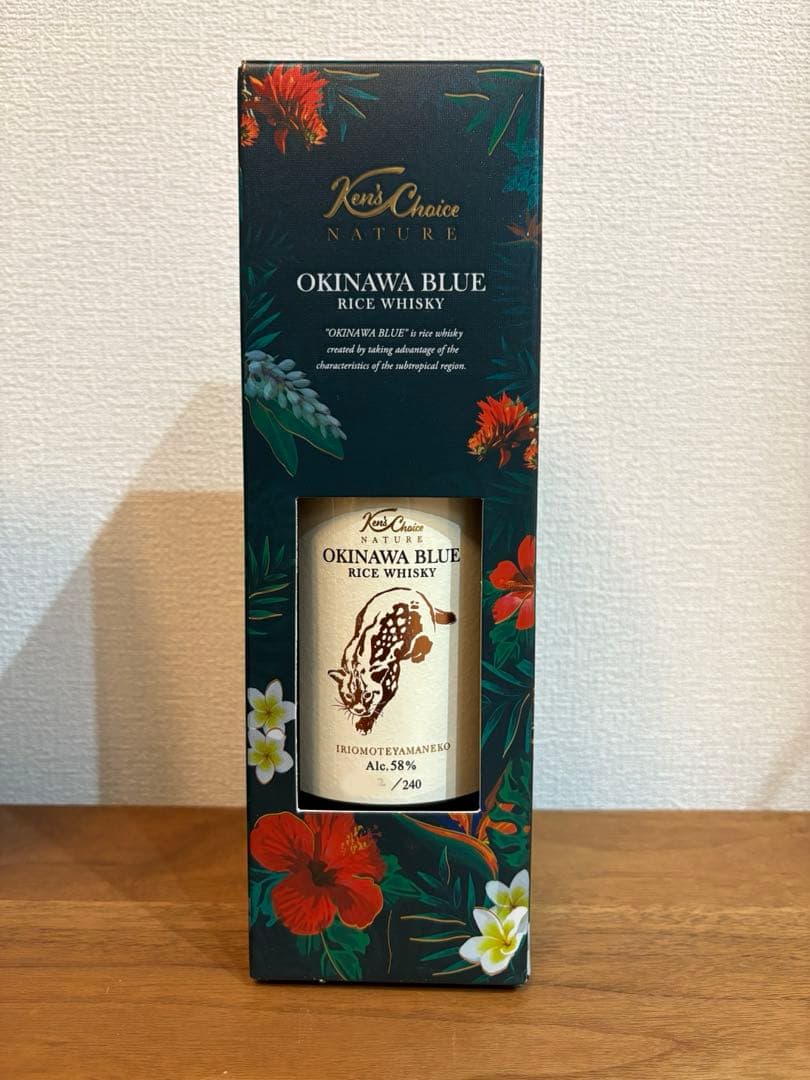 Ken's Choice
NATURE
OKINAWA BLUE
RICE WHISKY
"OKINAWA BLUE" is rice whisky
created by taking advantage of the
characteristics of the subtropical region.
Ken's Choice
NATURE
OKINAWA BLUE
RICE WHISKY
IRIOMOTEYAMANEKO
Alc.58%
/240